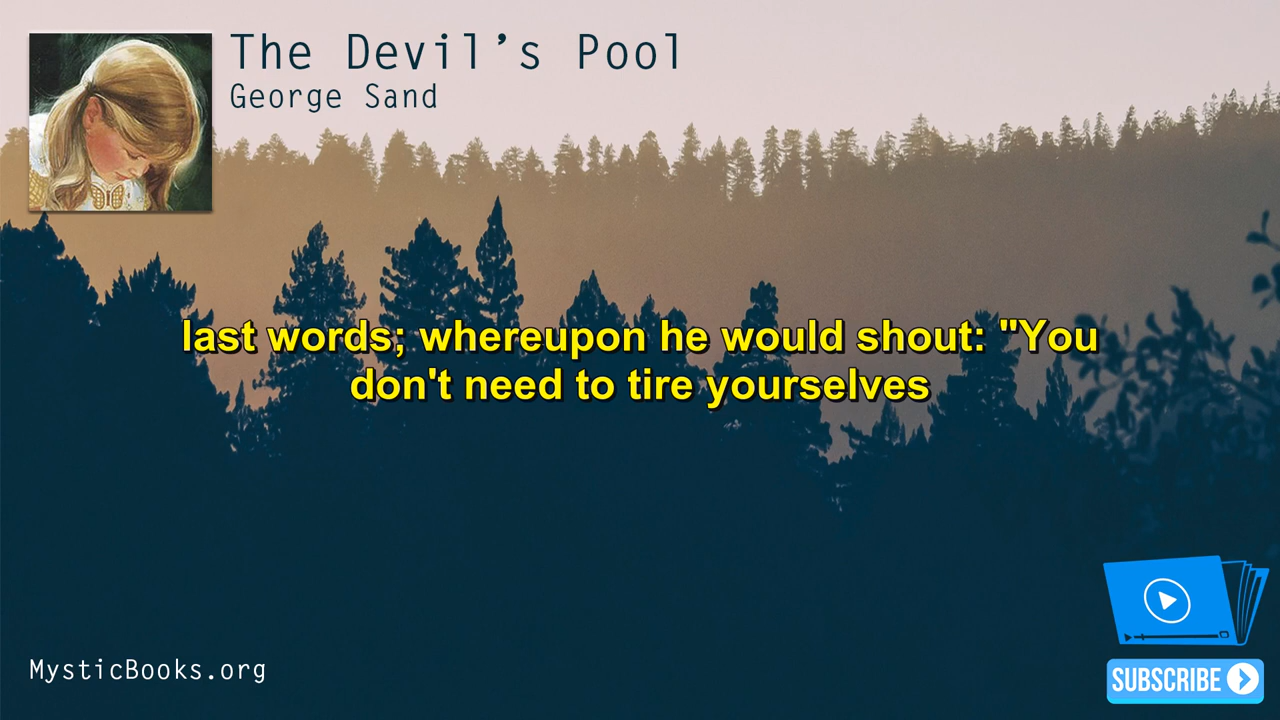 The Devil’s Pool
George Sand
last words; whereupon he would shout: "You
don't need to tire yourselves
MysticBooks.org
SUBSCRIBE